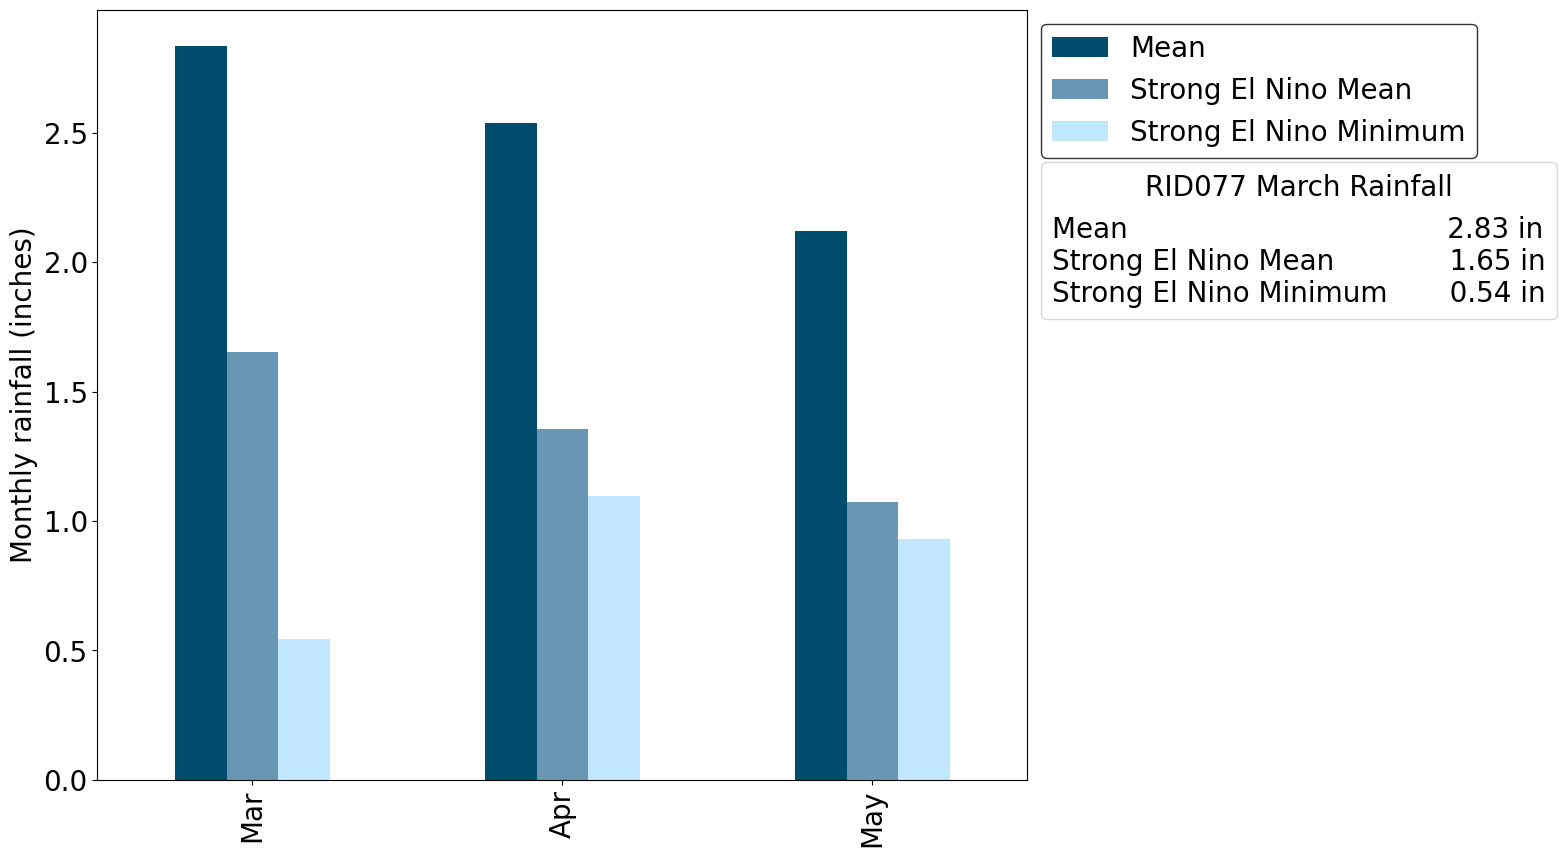 Monthly rainfall (inches)
2.5
2.0
1.5
1.0
0.5
0.0
Mar
Apr
May
Mean
Strong El Nino Mean
Strong El Nino Minimum
RID077 March Rainfall
Mean 2.83 in
Strong El Nino Mean 1.65 in
Strong El Nino Minimum 0.54 in